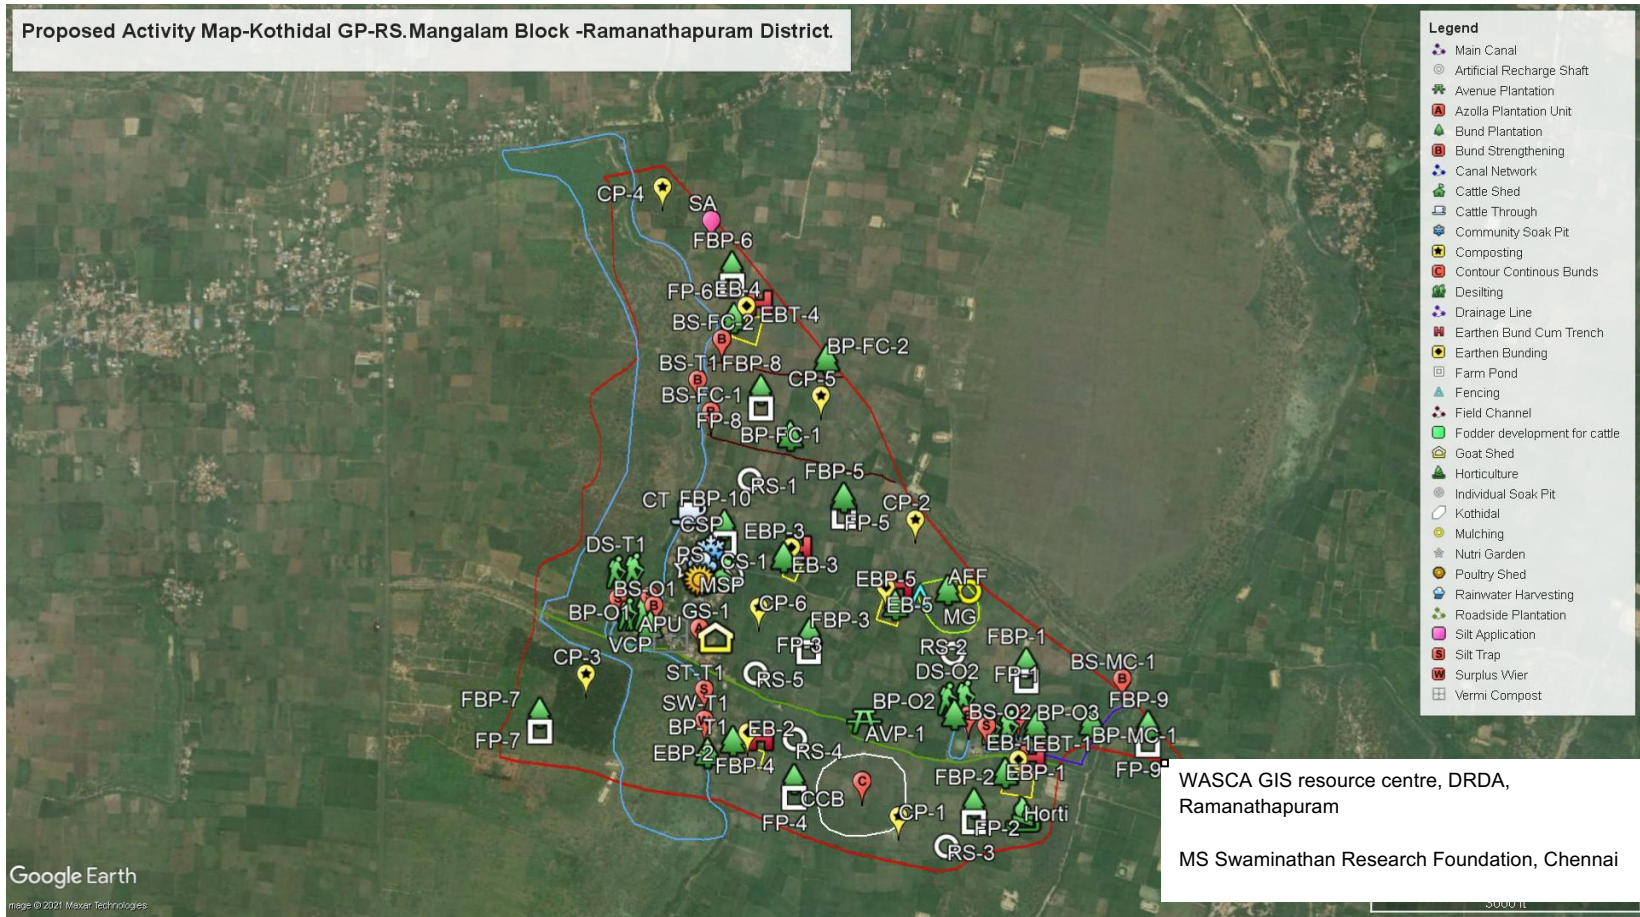 Proposed Activity Map-Kothidal GP-RS.Mangalam Block -Ramanathapuram District.
Legend
Main Canal
Artificial Recharge Shaft
Avenue Plantation
Azolla Plantation Unit
Bund Plantation
Bund Strengthening
Canal Network
Cattle Shed
Cattle Through
Community Soak Pit
Composting
Contour Continous Bunds
Desilting
Drainage Line
Earthen Bund Cum Trench
Earthen Bunding
Farm Pond
Fencing
Field Channel
Fodder development for cattle
Goat Shed
Horticulture
Individual Soak Pit
Kothidal
Mulching
Nutri Garden
Poultry Shed
Rainwater Harvesting
Roadside Plantation
Silt Application
Silt Trap
Surplus Wier
Vermi Compost
CP-4
SA
FBP-6
FP-6 EB-4
EBT-4
BS-FC-2
BP-FC-2
BS-T1 FBP-8
CP-5
BS-FC-1
FP-8
BP-FC-1
FBP-5
RS-1
CT FBP-10
CP-2
FP-5
CSP
EBP-3
DS-T1
RS
CS-1
EB-3
MSP
EBP-5
AFF
BS-O1
CP-6
EB-5
BP-O1
GS-1
MG
APU
FBP-3
VCP
FP-3
RS-2
FBP-1
CP-3
BS-MC-1
ST-T1
RS-5
DS-O2
FP-1
FBP-7
SW-T1
BP-O2
FBP-9
BS-O2
BP-O3
FP-7
BP-T1
EB-2
AVP-1
BP-MC-1
EBP-2
RS-4
EB-1
EBT-1
FBP-4
FBP-2
EBP-1
FP-9
CCB
CP-1
Horti
FP-4
FP-2
RS-3
WASCA GIS resource centre, DRDA,
Ramanathapuram
MS Swaminathan Research Foundation, Chennai
Google Earth
mage © 2021 Maxar Technologies
3000 ft